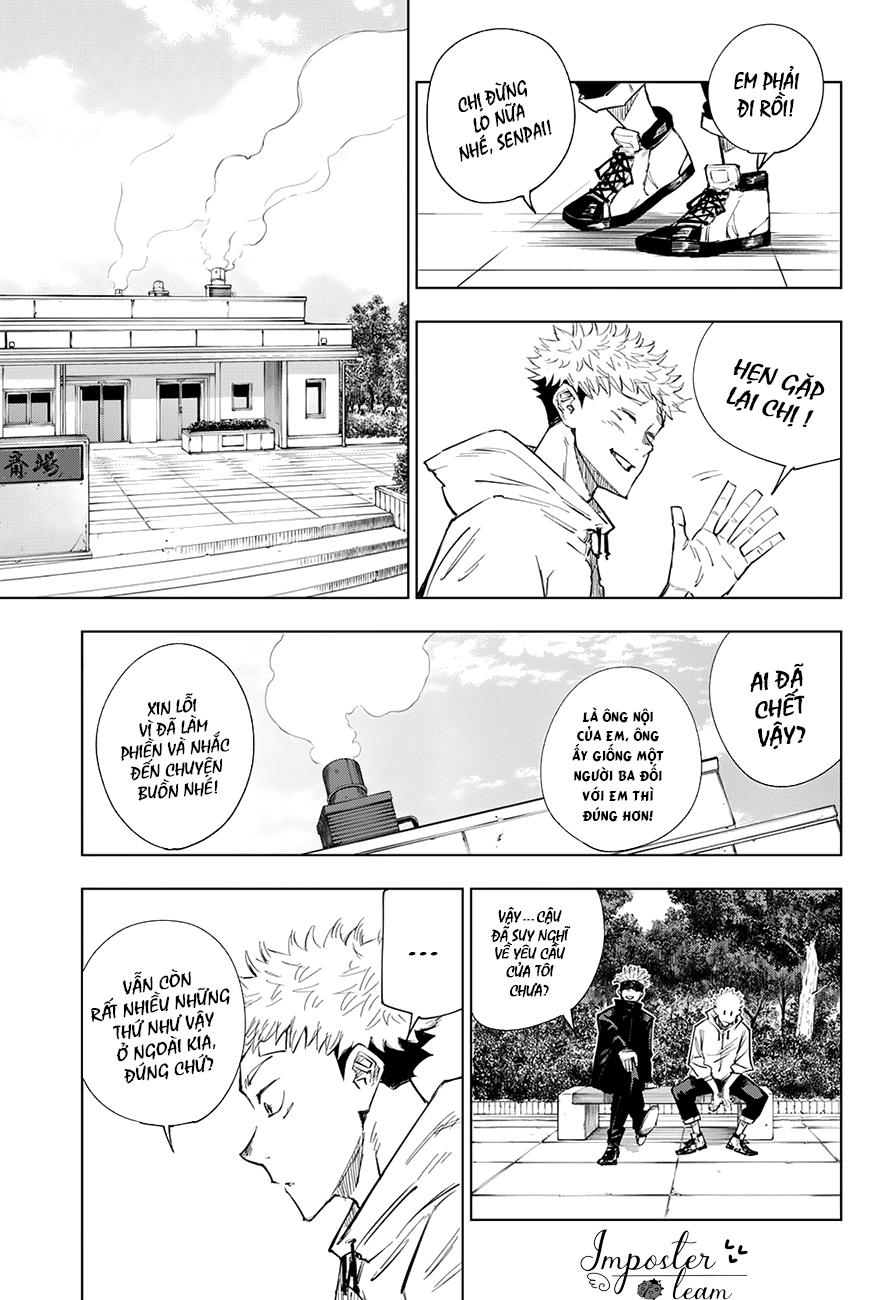 EM PHẢI
ĐI RỒI!
CHỊ ĐỪNG
LO NỮA
NHÉ, SENPAI!
HẸN GẶP
LẠI CHỊ !
斎場
AI ĐÃ
CHẾT
VẬY?
LÀ ÔNG NỘI
CỦA EM, ÔNG
ẤY GIỐNG MỘT
NGƯỜI BA ĐỐI
VỚI EM THÌ
ĐÚNG HƠN!
XIN LỖI
VÌ ĐÃ LÀM
PHIỀN VÀ NHẮC
ĐẾN CHUYỆN
BUỒN NHÉ!
VẬY --- CẬU
ĐÃ SUY NGHĨ
VỀ YÊU CẦU
CỦA TÔI
CHƯA?
...
VẪN CÒN
RẤT NHIỀU NHỮNG
THỨ NHƯ VẬY
Ở NGOÀI KIA,
ĐÚNG CHỨ?
Imposter
team